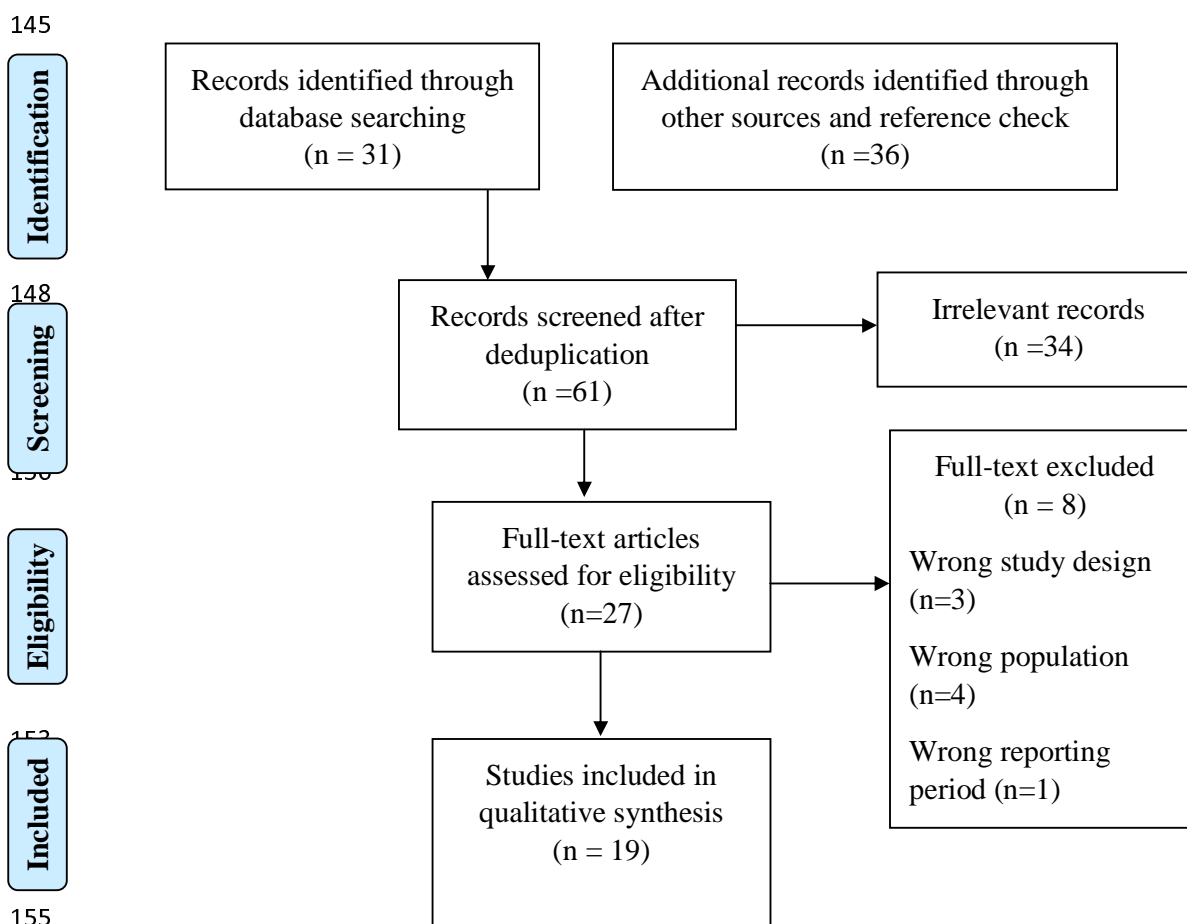 145
Identification
Records identified through
database searching
(n = 31)
Additional records identified through
other sources and reference check
(n =36)
148
Screening
Records screened after
deduplication
(n =61)
Irrelevant records
(n =34)
Eligibility
Full-text articles
assessed for eligibility
(n=27)
Full-text excluded
(n = 8)
Wrong study design
(n=3)
Wrong population
(n=4)
Wrong reporting
period (n=1)
Included
Studies included in
qualitative synthesis
(n = 19)
155